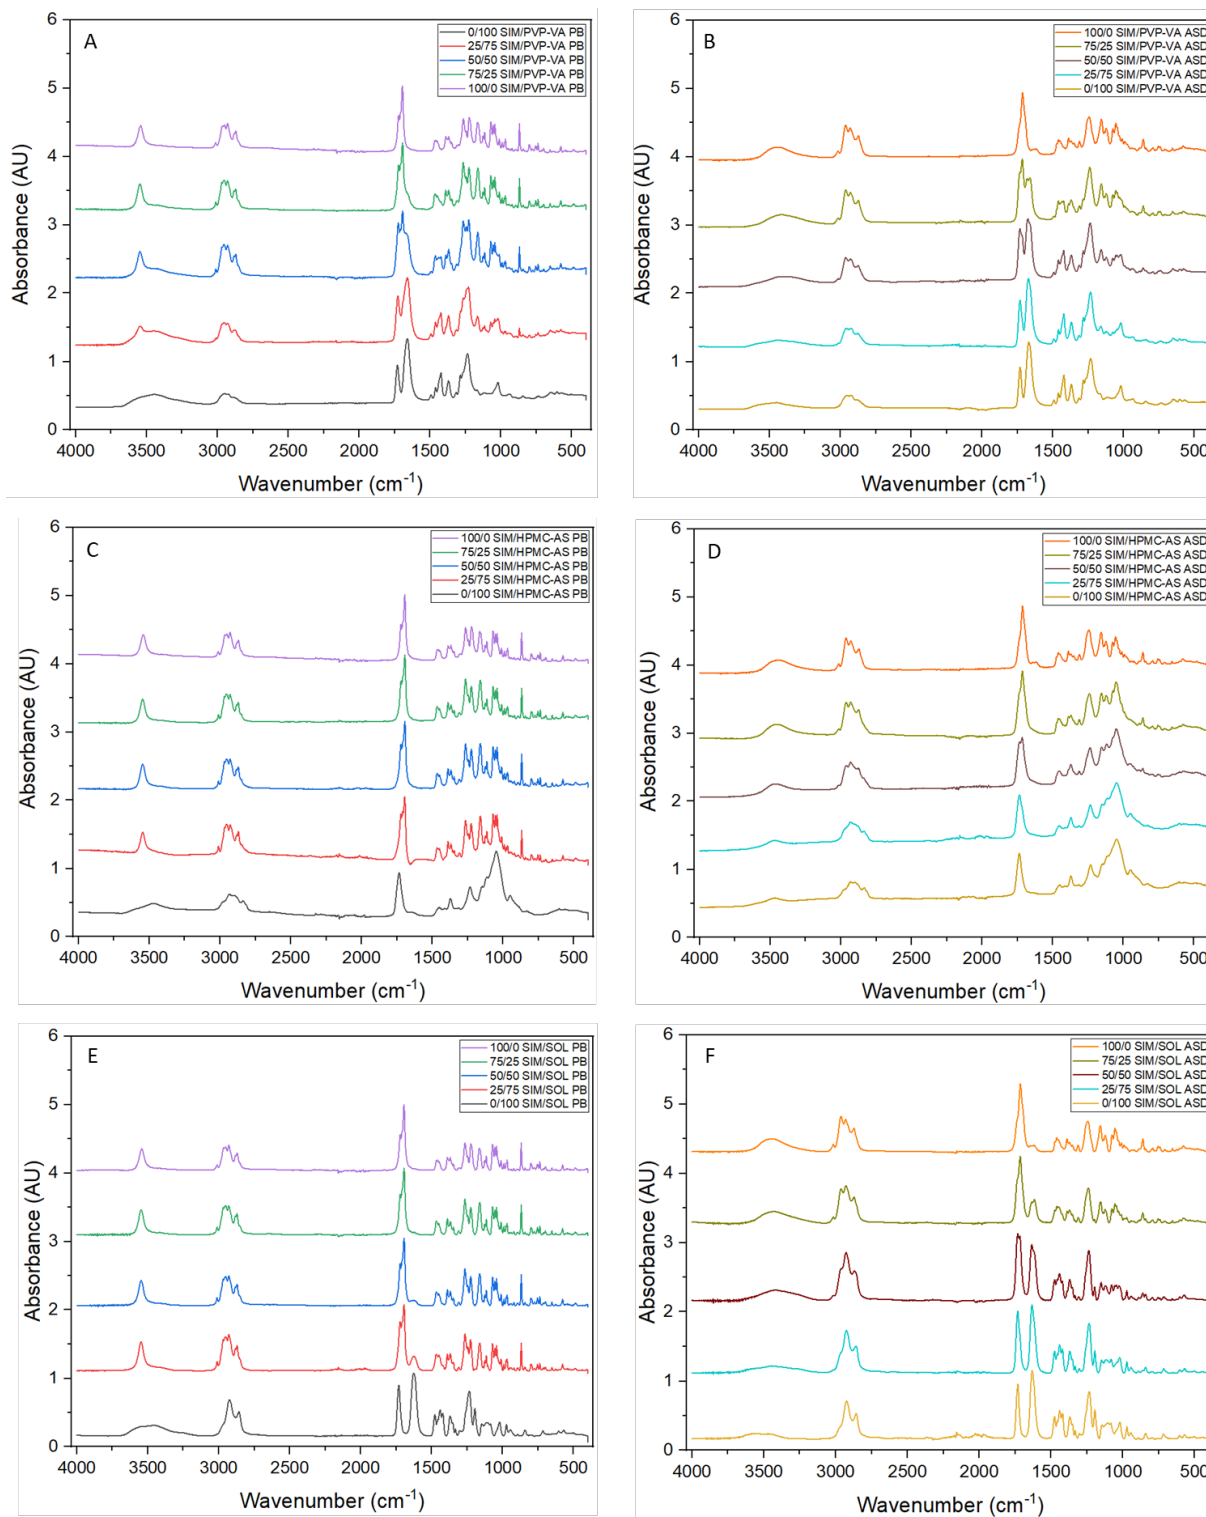 A
0/100 SIM/PVP-VA PB
25/75 SIM/PVP-VA PB
50/50 SIM/PVP-VA PB
75/25 SIM/PVP-VA PB
100/0 SIM/PVP-VA PB
6
5
4
3
2
1
0
Absorbance (AU)
4000 3500 3000 2500 2000 1500 1000 500
Wavenumber (cm-1)
B
100/0 SIM/PVP-VA ASD
75/25 SIM/PVP-VA ASD
50/50 SIM/PVP-VA ASD
25/75 SIM/PVP-VA ASD
0/100 SIM/PVP-VA ASD
6
5
4
3
2
1
0
Absorbance (AU)
4000 3500 3000 2500 2000 1500 1000 500
Wavenumber (cm-1)
C
100/0 SIM/HPMC-AS PB
75/25 SIM/HPMC-AS PB
50/50 SIM/HPMC-AS PB
25/75 SIM/HPMC-AS PB
0/100 SIM/HPMC-AS PB
6
5
4
3
2
1
0
Absorbance (AU)
4000 3500 3000 2500 2000 1500 1000 500
Wavenumber (cm-1)
D
100/0 SIM/HPMC-AS ASD
75/25 SIM/HPMC-AS ASD
50/50 SIM/HPMC-AS ASD
25/75 SIM/HPMC-AS ASD
0/100 SIM/HPMC-AS ASD
6
5
4
3
2
1
0
Absorbance (AU)
4000 3500 3000 2500 2000 1500 1000 500
Wavenumber (cm-1)
E
100/0 SIM/SOL PB
75/25 SIM/SOL PB
50/50 SIM/SOL PB
25/75 SIM/SOL PB
0/100 SIM/SOL PB
6
5
4
3
2
1
0
Absorbance (AU)
4000 3500 3000 2500 2000 1500 1000 500
Wavenumber (cm-1)
F
100/0 SIM/SOL ASD
75/25 SIM/SOL ASD
50/50 SIM/SOL ASD
25/75 SIM/SOL ASD
0/100 SIM/SOL ASD
6
5
4
3
2
1
0
Absorbance (AU)
4000 3500 3000 2500 2000 1500 1000 500
Wavenumber (cm-1)